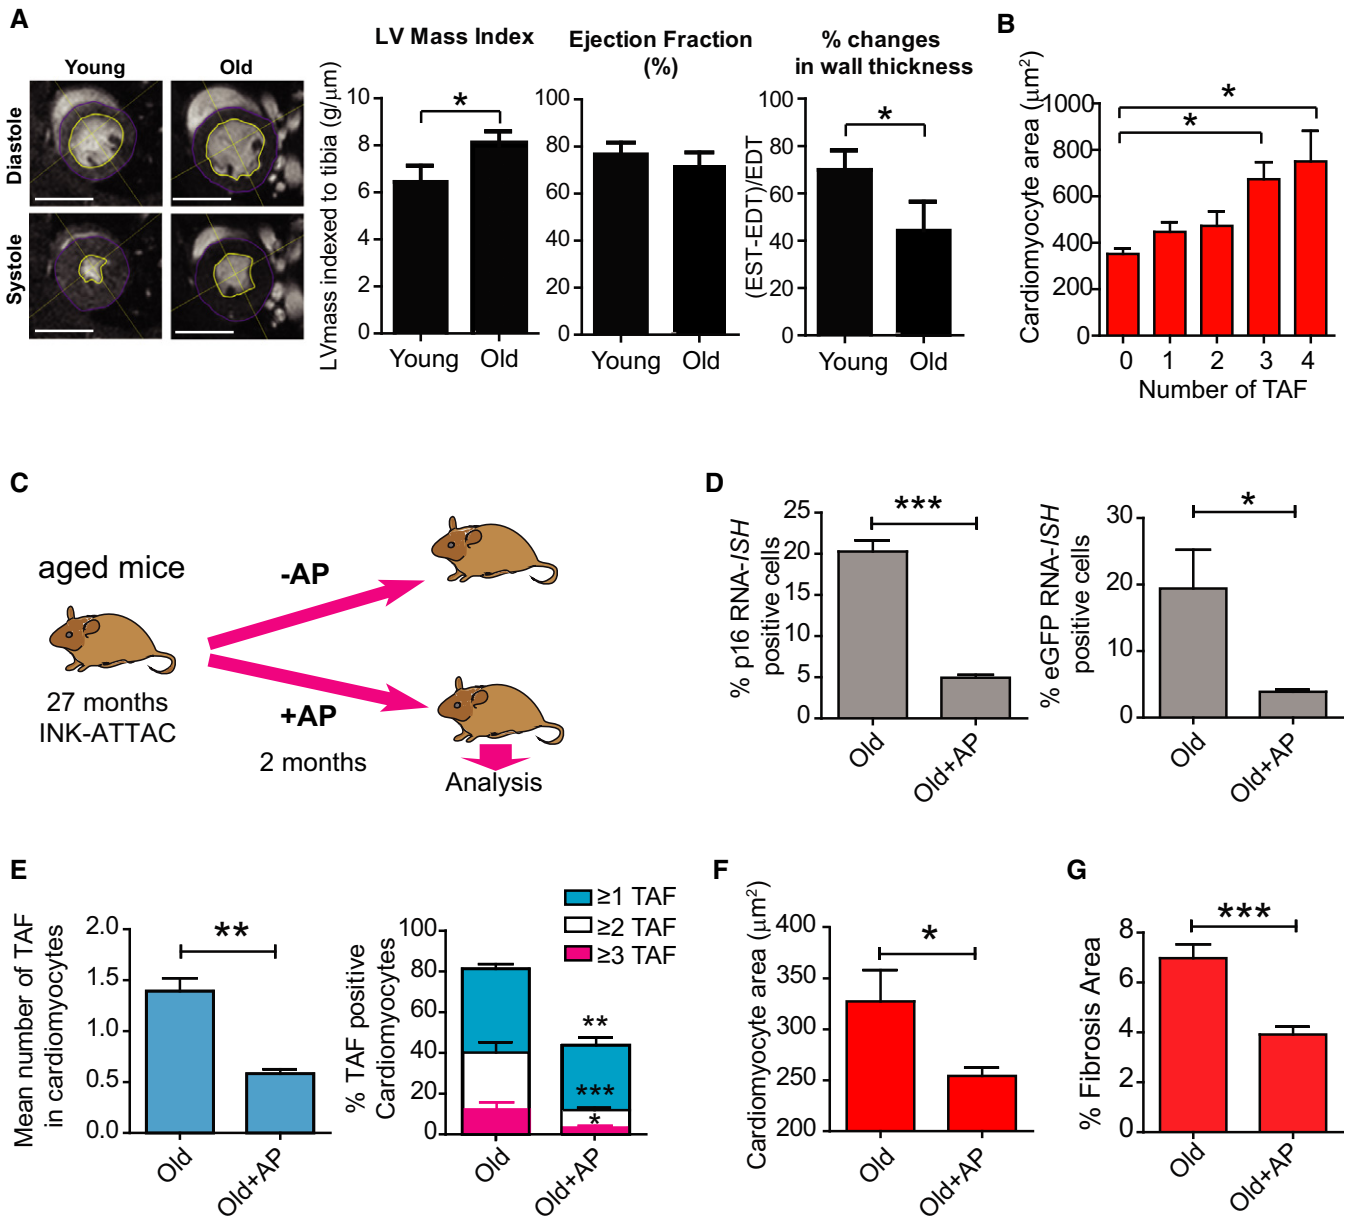 A
Young
Old
Diastole
Systole
LV Mass Index
LVmass indexed to tibia (g/μm)
10
8
6
4
2
0
*
Young
Old
Ejection Fraction
(%)
100
80
60
40
20
0
Young
Old
% changes
in wall thickness
(EST-EDT)/EDT
100
80
60
40
20
0
*
Young
Old
B
Cardiomyocyte area (μm²)
1000
800
600
400
200
0
*
*
0 1 2 3 4
Number of TAF
C
aged mice
27 months
INK-ATTAC
-AP
+AP
2 months
Analysis
D
% p16 RNA-ISH
positive cells
25
20
15
10
5
0
***
Old
Old+AP
% eGFP RNA-ISH
positive cells
30
20
10
0
*
Old
Old+AP
E
Mean number of TAF
in cardiomyocytes
2.0
1.5
1.0
0.5
0.0
**
Old
Old+AP
% TAF positive
Cardiomyocytes
100
80
60
40
20
0
≥1 TAF
≥2 TAF
≥3 TAF
**
***
*
Old
Old+AP
F
Cardiomyocyte area (μm²)
400
350
300
250
200
*
Old
Old+AP
G
% Fibrosis Area
8
6
4
2
0
***
Old
Old+AP